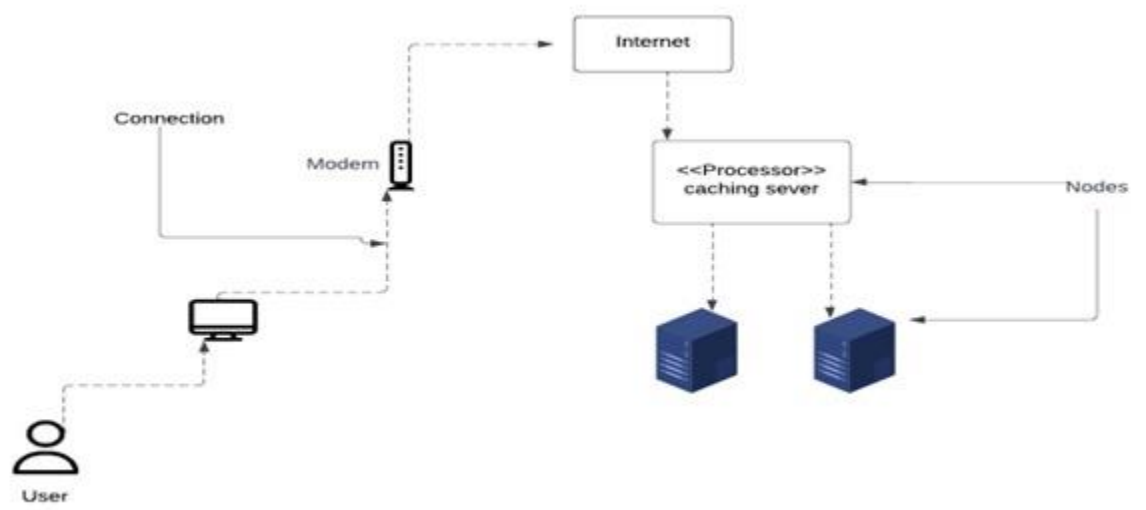 Internet
Connection
Modem
<<Processor>>
caching sever
Nodes
User